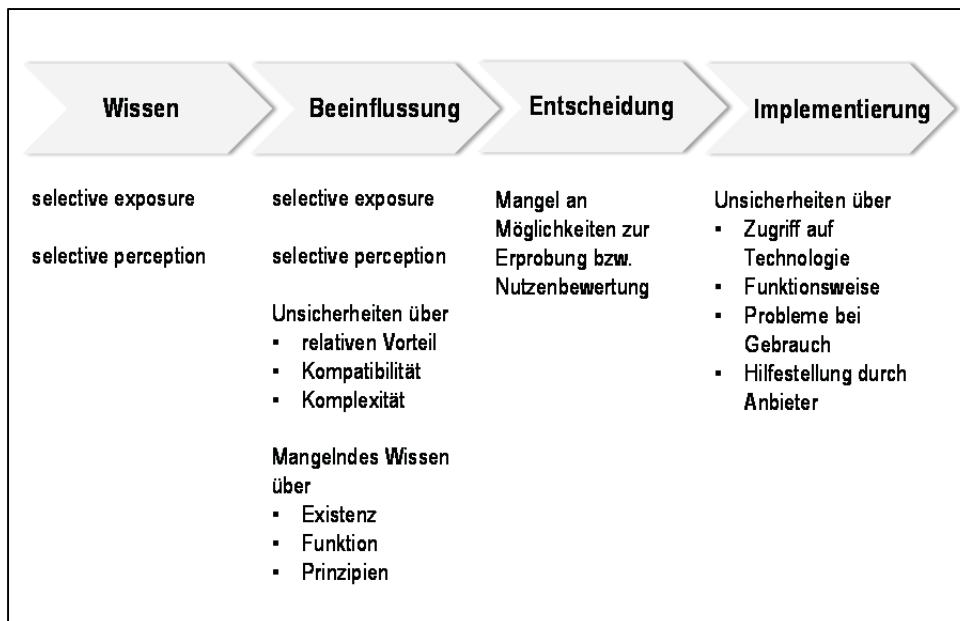 Wissen
Beeinflussung
Entscheidung
Implementierung
selective exposure
selective perception
selective exposure
selective perception
Unsicherheiten über
▪ relativen Vorteil
▪ Kompatibilität
▪ Komplexität
Mangelndes Wissen
über
▪ Existenz
▪ Funktion
▪ Prinzipien
Mangel an
Möglichkeiten zur
Erprobung bzw.
Nutzenbewertung
Unsicherheiten über
▪ Zugriff auf
Technologie
▪ Funktionsweise
▪ Probleme bei
Gebrauch
▪ Hilfestellung durch
Anbieter